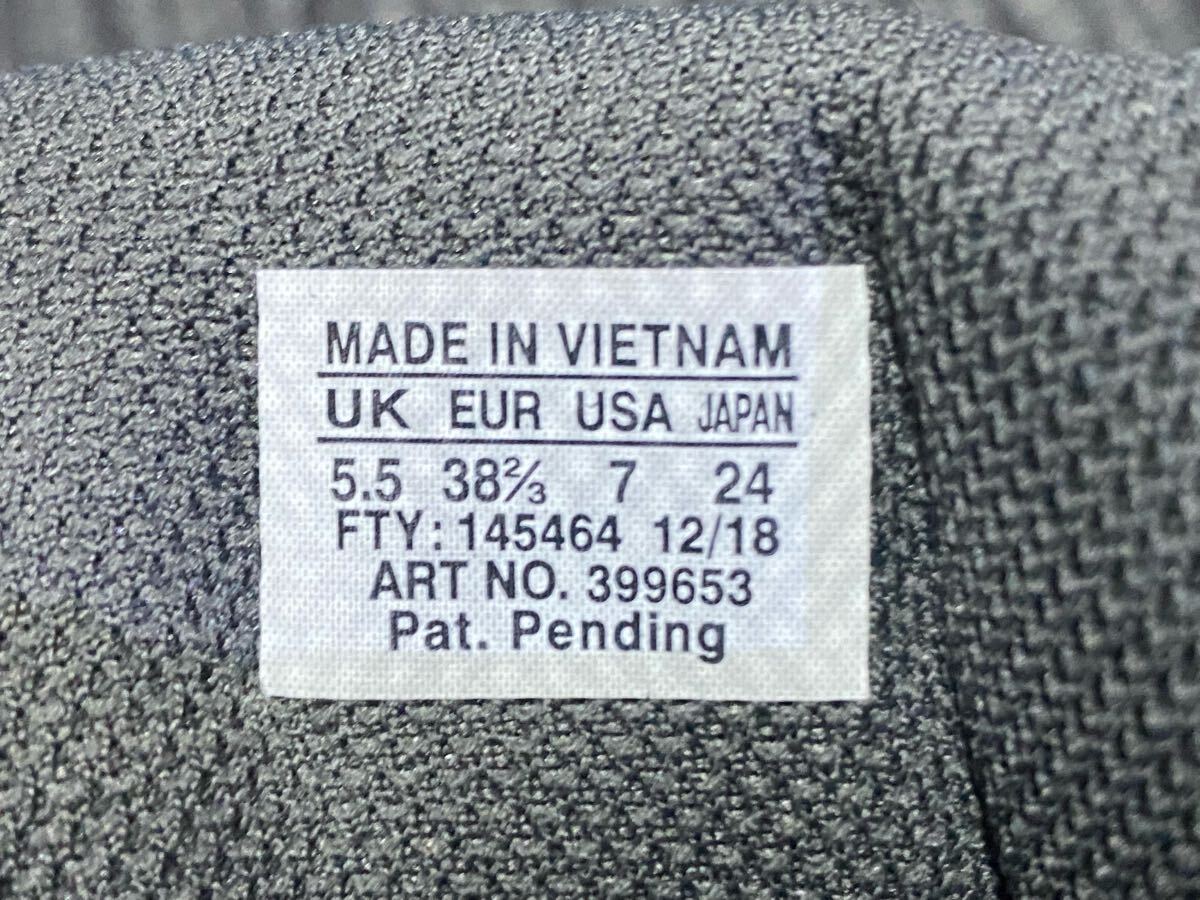 MADE IN VIETNAM
UK EUR USA JAPAN
5.5 38⅔ 7 24
FTY: 145464 12/18
ART NO. 399653
Pat. Pending